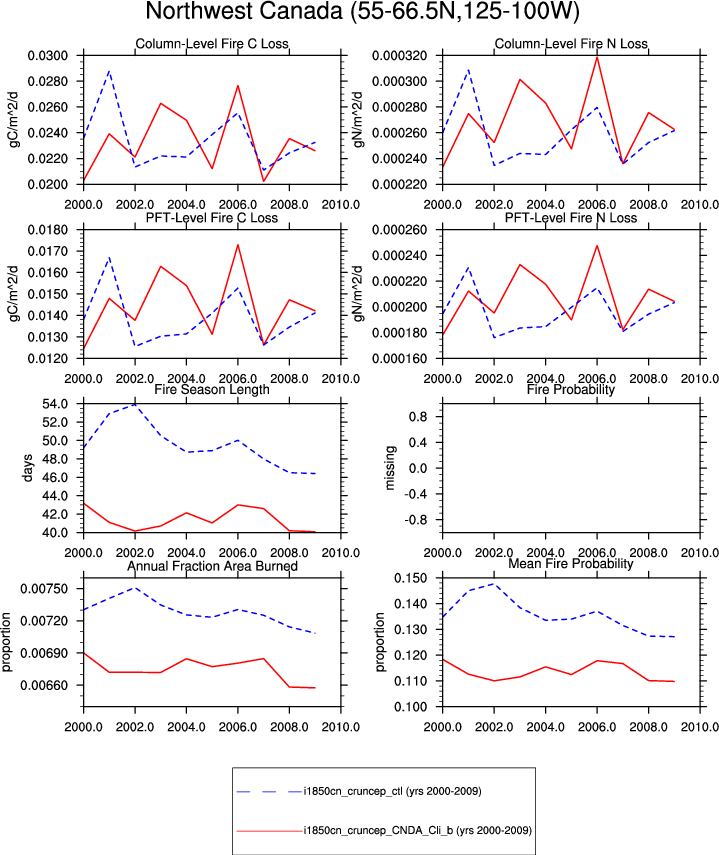 Northwest Canada (55-66.5N,125-100W)
Column-Level Fire C Loss
gC/m^2/d
0.0300
0.0280
0.0260
0.0240
0.0220
0.0200
2000.0 2002.0 2004.0 2006.0 2008.0 2010.0
Column-Level Fire N Loss
gN/m^2/d
0.000320
0.000300
0.000280
0.000260
0.000240
0.000220
2000.0 2002.0 2004.0 2006.0 2008.0 2010.0
PFT-Level Fire C Loss
gC/m^2/d
0.0180
0.0170
0.0160
0.0150
0.0140
0.0130
0.0120
2000.0 2002.0 2004.0 2006.0 2008.0 2010.0
PFT-Level Fire N Loss
gN/m^2/d
0.000260
0.000240
0.000220
0.000200
0.000180
0.000160
2000.0 2002.0 2004.0 2006.0 2008.0 2010.0
Fire Season Length
days
54.0
52.0
50.0
48.0
46.0
44.0
42.0
40.0
2000.0 2002.0 2004.0 2006.0 2008.0 2010.0
Fire Probability
missing
0.8
0.4
0.0
-0.4
-0.8
2000.0 2002.0 2004.0 2006.0 2008.0 2010.0
Annual Fraction Area Burned
proportion
0.00750
0.00720
0.00690
0.00660
2000.0 2002.0 2004.0 2006.0 2008.0 2010.0
Mean Fire Probability
proportion
0.150
0.140
0.130
0.120
0.110
0.100
2000.0 2002.0 2004.0 2006.0 2008.0 2010.0
i1850cn_cruncep_ctl (yrs 2000-2009)
i1850cn_cruncep_CNDA_Cli_b (yrs 2000-2009)